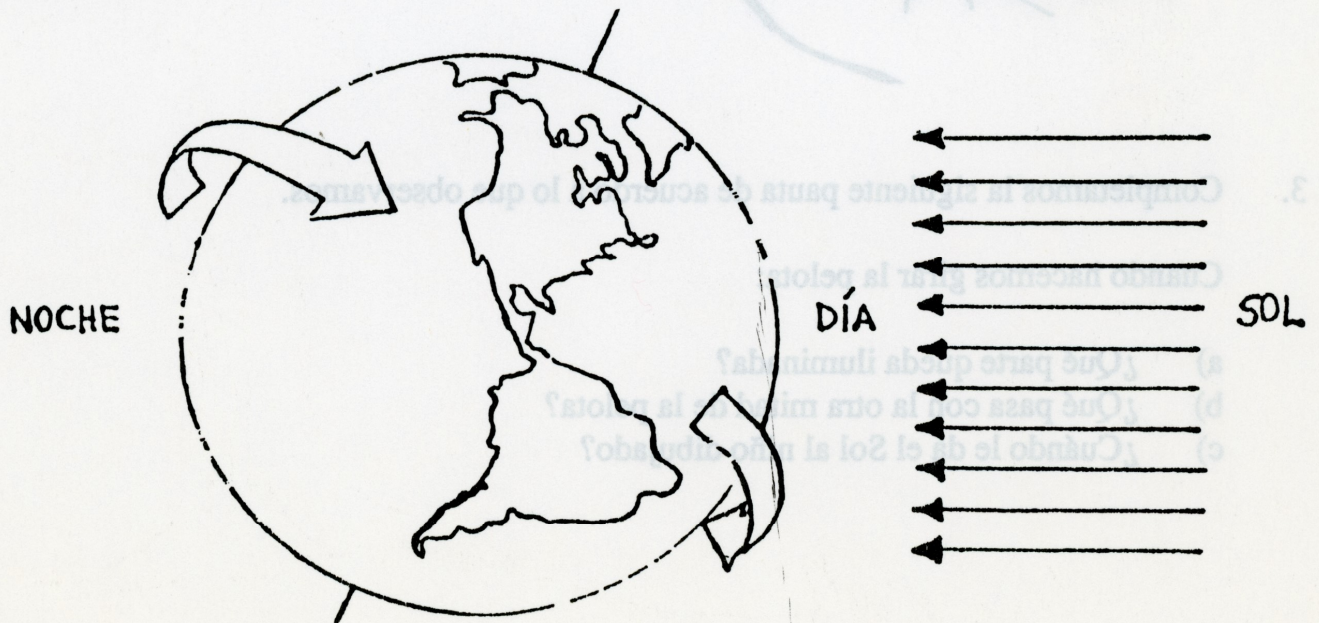 NOCHE
DÍA
SOL
3. Completamos la siguiente pauta de acuerdo a lo que observamos.
Cuando hacemos girar la pelota:
a) ¿Qué parte queda iluminada?
b) ¿Qué pasa con la otra mitad de la pelota?
c) ¿Cuándo le da el Sol al niño dibujado?